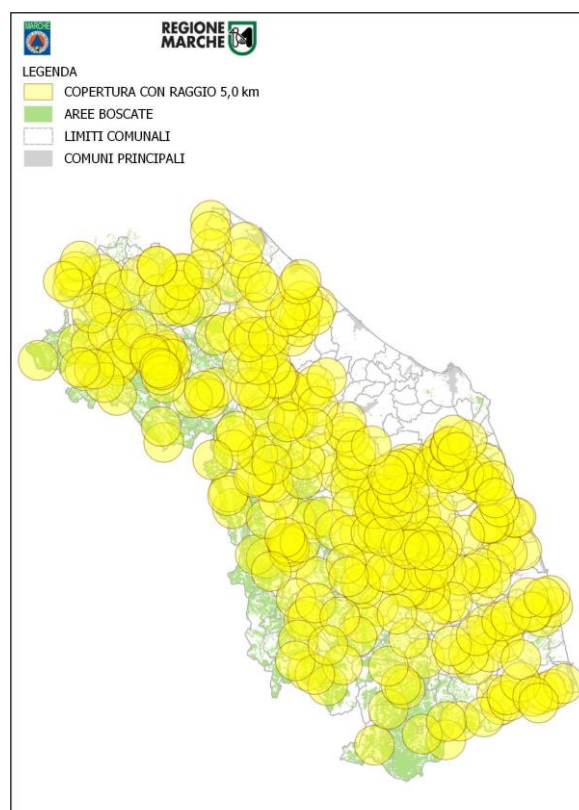 MARCHE
REGIONE
MARCHE
LEGENDA
COPERTURA CON RAGGIO 5,0 km
AREE BOSCATE
LIMITI COMUNALI
COMUNI PRINCIPALI